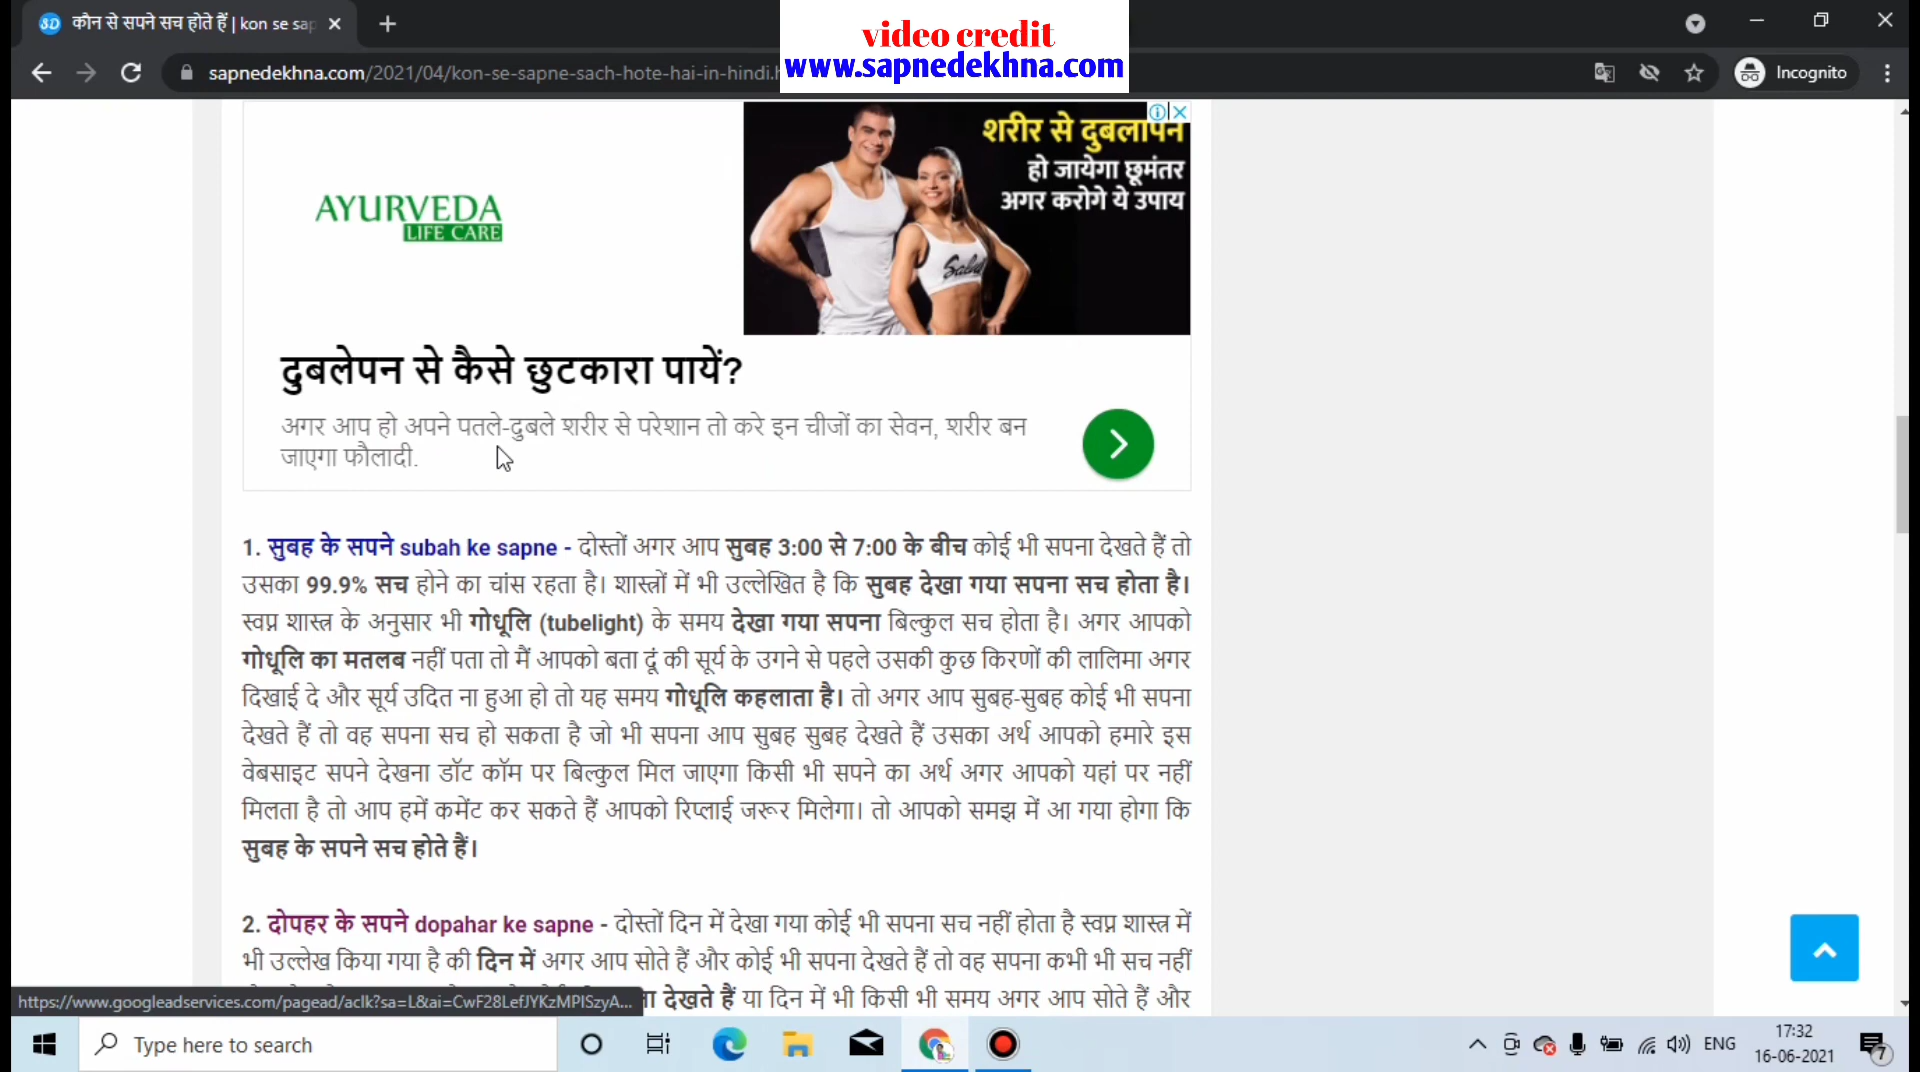 कौन से सपने सच होते हैं | kon se sap
video credit
www.sapnedekhna.com
sapnedekhna.com/2021/04/kon-se-sapne-sach-hote-hai-in-hindi.h
Incognito
शरीर से दुबलापन
हो जायेगा छूमंतर
अगर करोगे ये उपाय
AYURVEDA
LIFE CARE
दुबलेपन से कैसे छुटकारा पायें?
अगर आप हो अपने पतले-दुबले शरीर से परेशान तो करे इन चीजों का सेवन, शरीर बन
जाएगा फौलादी.
1. सुबह के सपने subah ke sapne - दोस्तों अगर आप सुबह 3:00 से 7:00 के बीच कोई भी सपना देखते हैं तो
उसका 99.9% सच होने का चांस रहता है। शास्त्रों में भी उल्लेखित है कि सुबह देखा गया सपना सच होता है।
स्वप्न शास्त्र के अनुसार भी गोधूलि (tubelight) के समय देखा गया सपना बिल्कुल सच होता है। अगर आपको
गोधूलि का मतलब नहीं पता तो मैं आपको बता दूं की सूर्य के उगने से पहले उसकी कुछ किरणों की लालिमा अगर
दिखाई दे और सूर्य उदित ना हुआ हो तो यह समय गोधूलि कहलाता है। तो अगर आप सुबह-सुबह कोई भी सपना
देखते हैं तो वह सपना सच हो सकता है जो भी सपना आप सुबह सुबह देखते हैं उसका अर्थ आपको हमारे इस
वेबसाइट सपने देखना डॉट कॉम पर बिल्कुल मिल जाएगा किसी भी सपने का अर्थ अगर आपको यहां पर नहीं
मिलता है तो आप हमें कमेंट कर सकते हैं आपको रिप्लाई जरूर मिलेगा। तो आपको समझ में आ गया होगा कि
सुबह के सपने सच होते हैं।
2. दोपहर के सपने dopahar ke sapne - दोस्तों दिन में देखा गया कोई भी सपना सच नहीं होता है स्वप्न शास्त्र में
भी उल्लेख किया गया है की दिन में अगर आप सोते हैं और कोई भी सपना देखते हैं तो वह सपना कभी भी सच नहीं
देखते हैं या दिन में भी किसी भी समय अगर आप सोते हैं और
https://www.googleadservices.com/pagead/aclk?sa=L&ai=CwF28LefJYKzMPISzyA...
Type here to search
ENG
17:32
16-06-2021
7